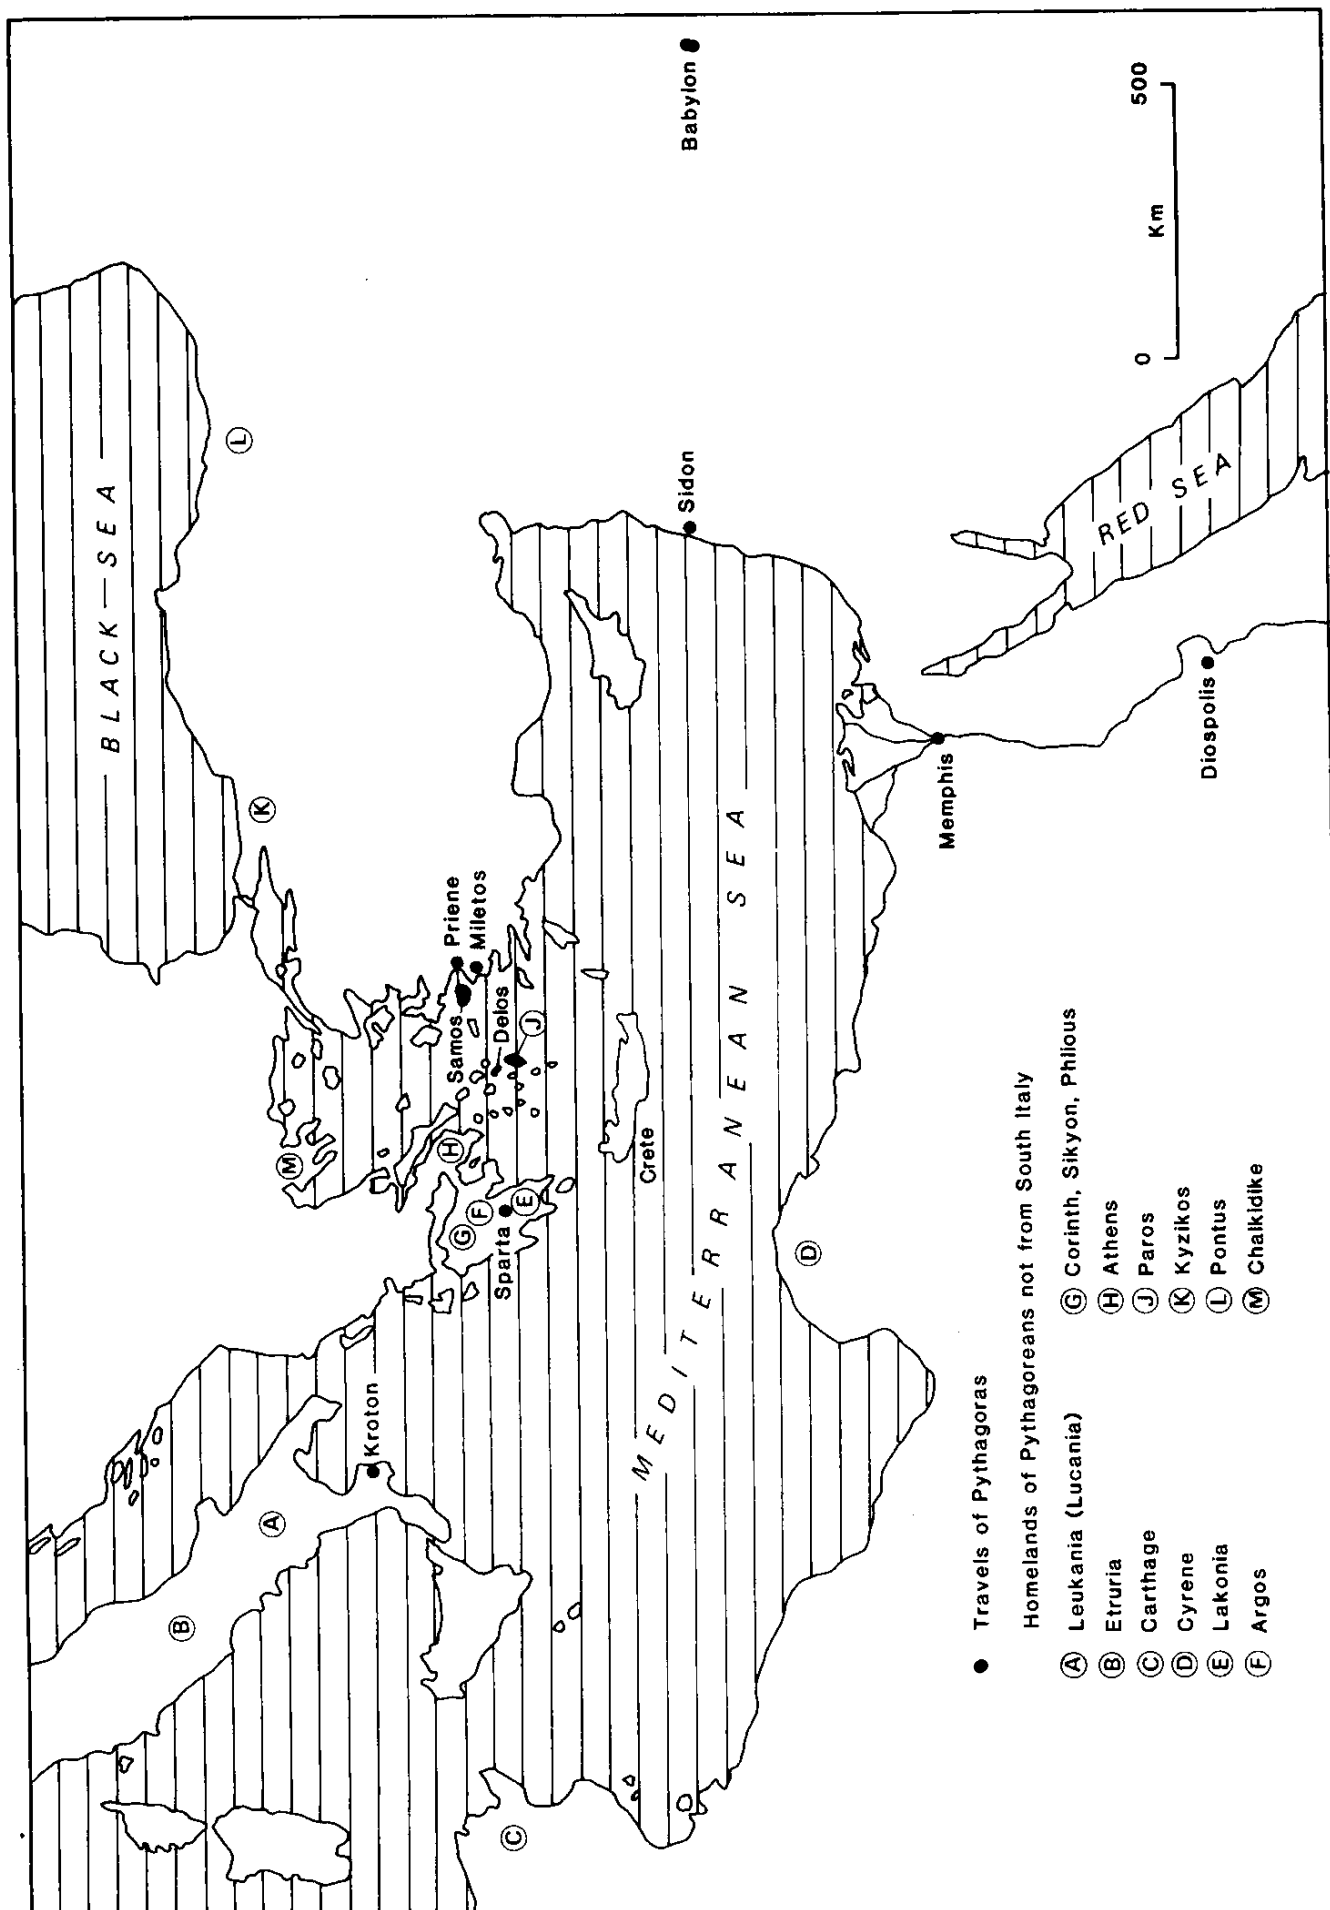 BLACK SEA
Ⓛ
Ⓚ
Ⓜ
Ⓐ
Ⓑ
Kroton
Priene
Miletos
Samos
Delos
Ⓙ
Ⓗ
Ⓖ
Ⓕ
Ⓔ
Sparta
Crete
Ⓒ
Ⓓ
MEDITERRANEAN SEA
Sidon
Babylon
Memphis
Diospolis
RED SEA
0 Km 500
● Travels of Pythagoras
Homelands of Pythagoreans not from South Italy
Ⓐ Leukania (Lucania)
Ⓑ Etruria
Ⓒ Carthage
Ⓓ Cyrene
Ⓔ Lakonia
Ⓕ Argos
Ⓖ Corinth, Sikyon, Phlious
Ⓗ Athens
Ⓙ Paros
Ⓚ Kyzikos
Ⓛ Pontus
Ⓜ Chalkidike